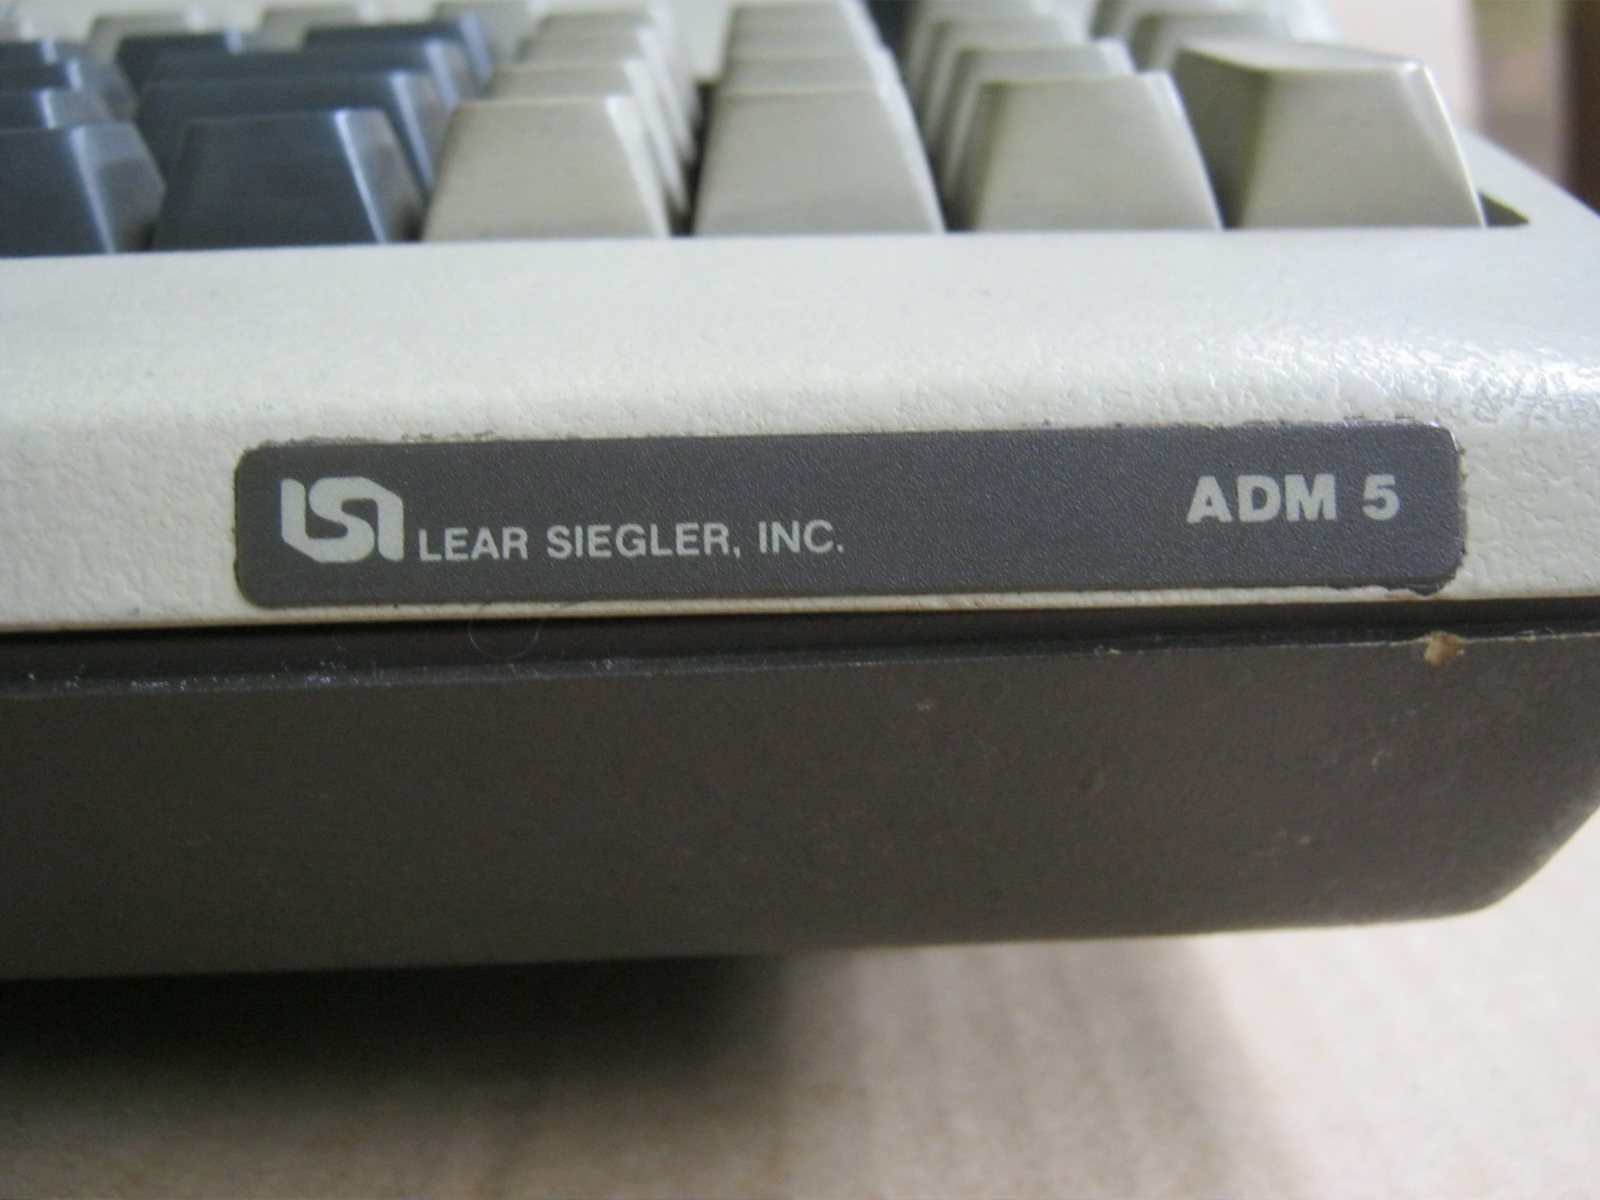 LSI LEAR SIEGLER, INC. ADM 5